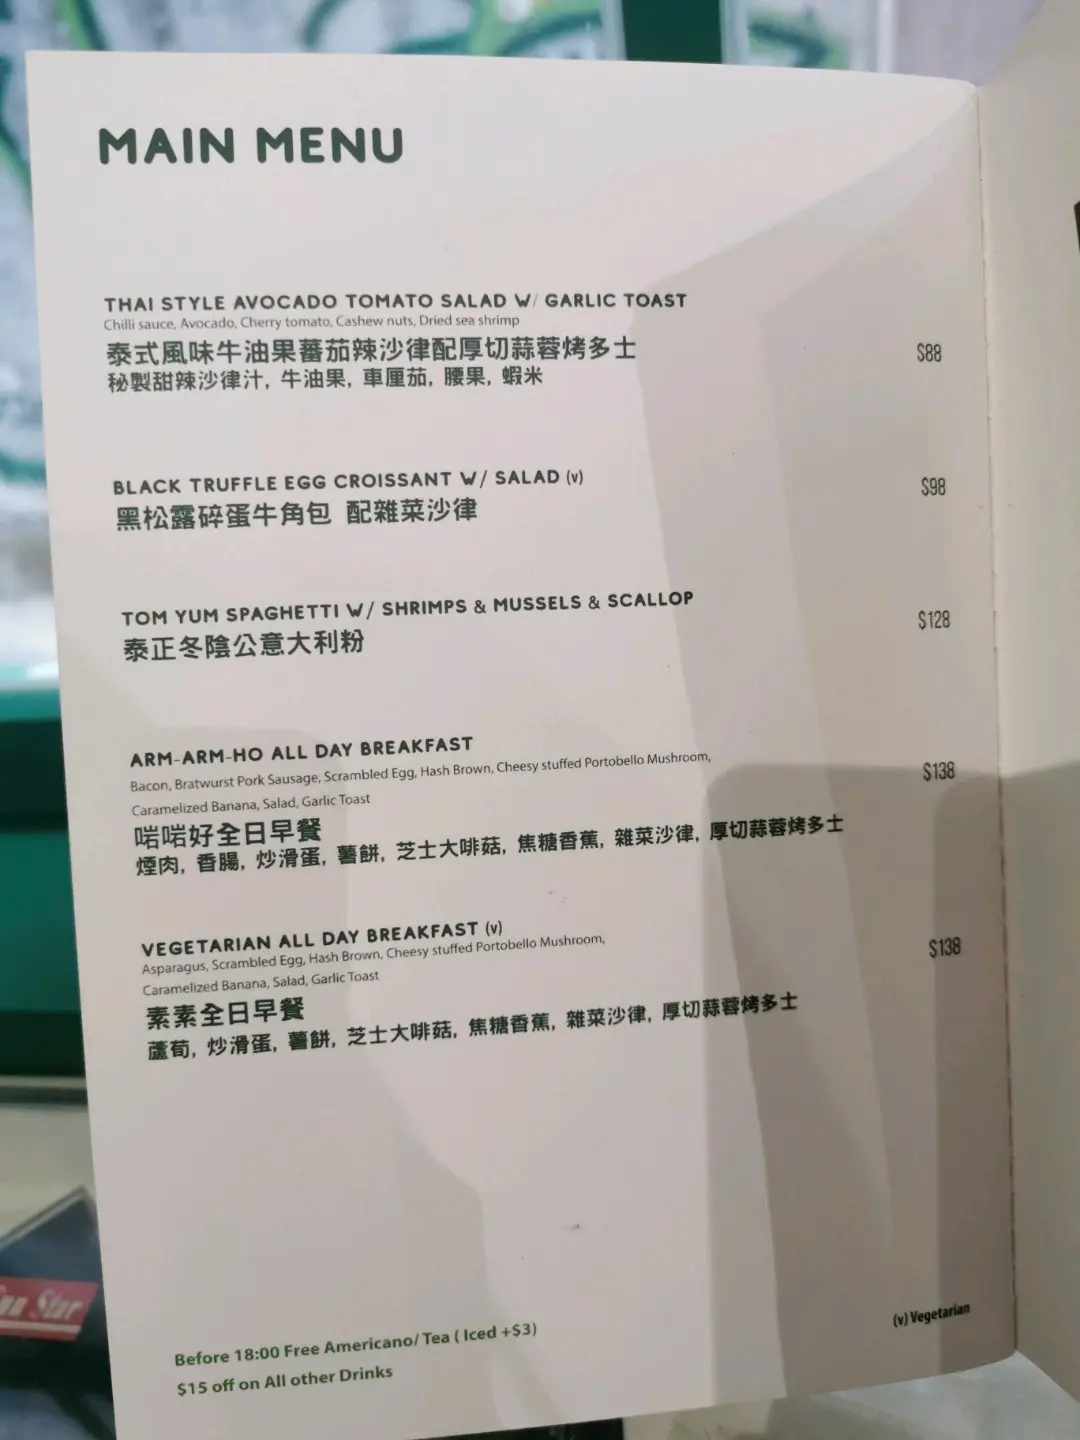 MAIN MENU
THAI STYLE AVOCADO TOMATO SALAD W/ GARLIC TOAST
Chilli sauce, Avocado, Cherry tomato, Cashew nuts, Dried sea shrimp
泰式風味牛油果蕃茄辣沙律配厚切蒜蓉烤多士
秘製甜辣沙律汁, 牛油果, 車厘茄, 腰果, 蝦米
$88
BLACK TRUFFLE EGG CROISSANT W/ SALAD (v)
黑松露碎蛋牛角包 配雜菜沙律
$98
TOM YUM SPAGHETTI W/ SHRIMPS & MUSSELS & SCALLOP
泰正冬陰公意大利粉
$128
ARM-ARM-HO ALL DAY BREAKFAST
Bacon, Bratwurst Pork Sausage, Scrambled Egg, Hash Brown, Cheesy stuffed Portobello Mushroom,
Caramelized Banana, Salad, Garlic Toast
啱啱好全日早餐
煙肉, 香腸, 炒滑蛋, 薯餅, 芝士大啡菇, 焦糖香蕉, 雜菜沙律, 厚切蒜蓉烤多士
$138
VEGETARIAN ALL DAY BREAKFAST (v)
Asparagus, Scrambled Egg, Hash Brown, Cheesy stuffed Portobello Mushroom,
Caramelized Banana, Salad, Garlic Toast
素素全日早餐
蘆荀, 炒滑蛋, 薯餅, 芝士大啡菇, 焦糖香蕉, 雜菜沙律, 厚切蒜蓉烤多士
$138
(v) Vegetarian
Before 18:00 Free Americano/ Tea ( Iced +$3)
$15 off on All other Drinks
Star